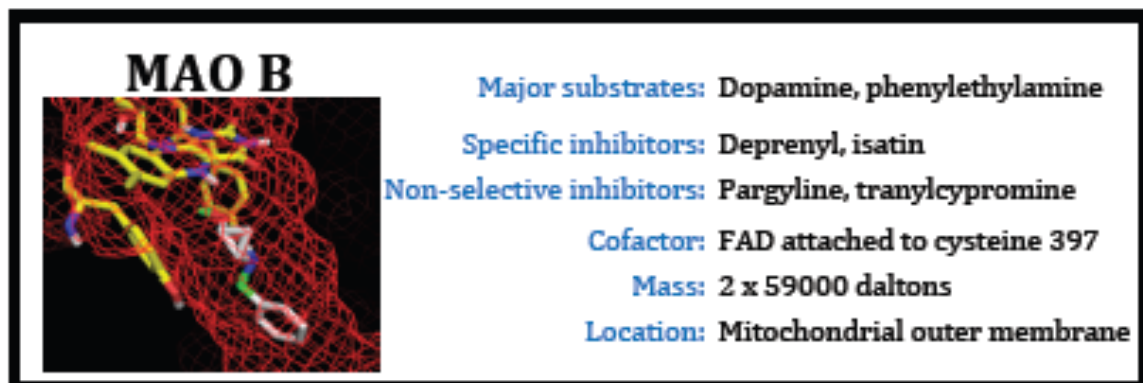 MAO B
Major substrates: Dopamine, phenylethylamine
Specific inhibitors: Deprenyl, isatin
Non-selective inhibitors: Pargyline, tranylcypromine
Cofactor: FAD attached to cysteine 397
Mass: 2 x 59000 daltons
Location: Mitochondrial outer membrane